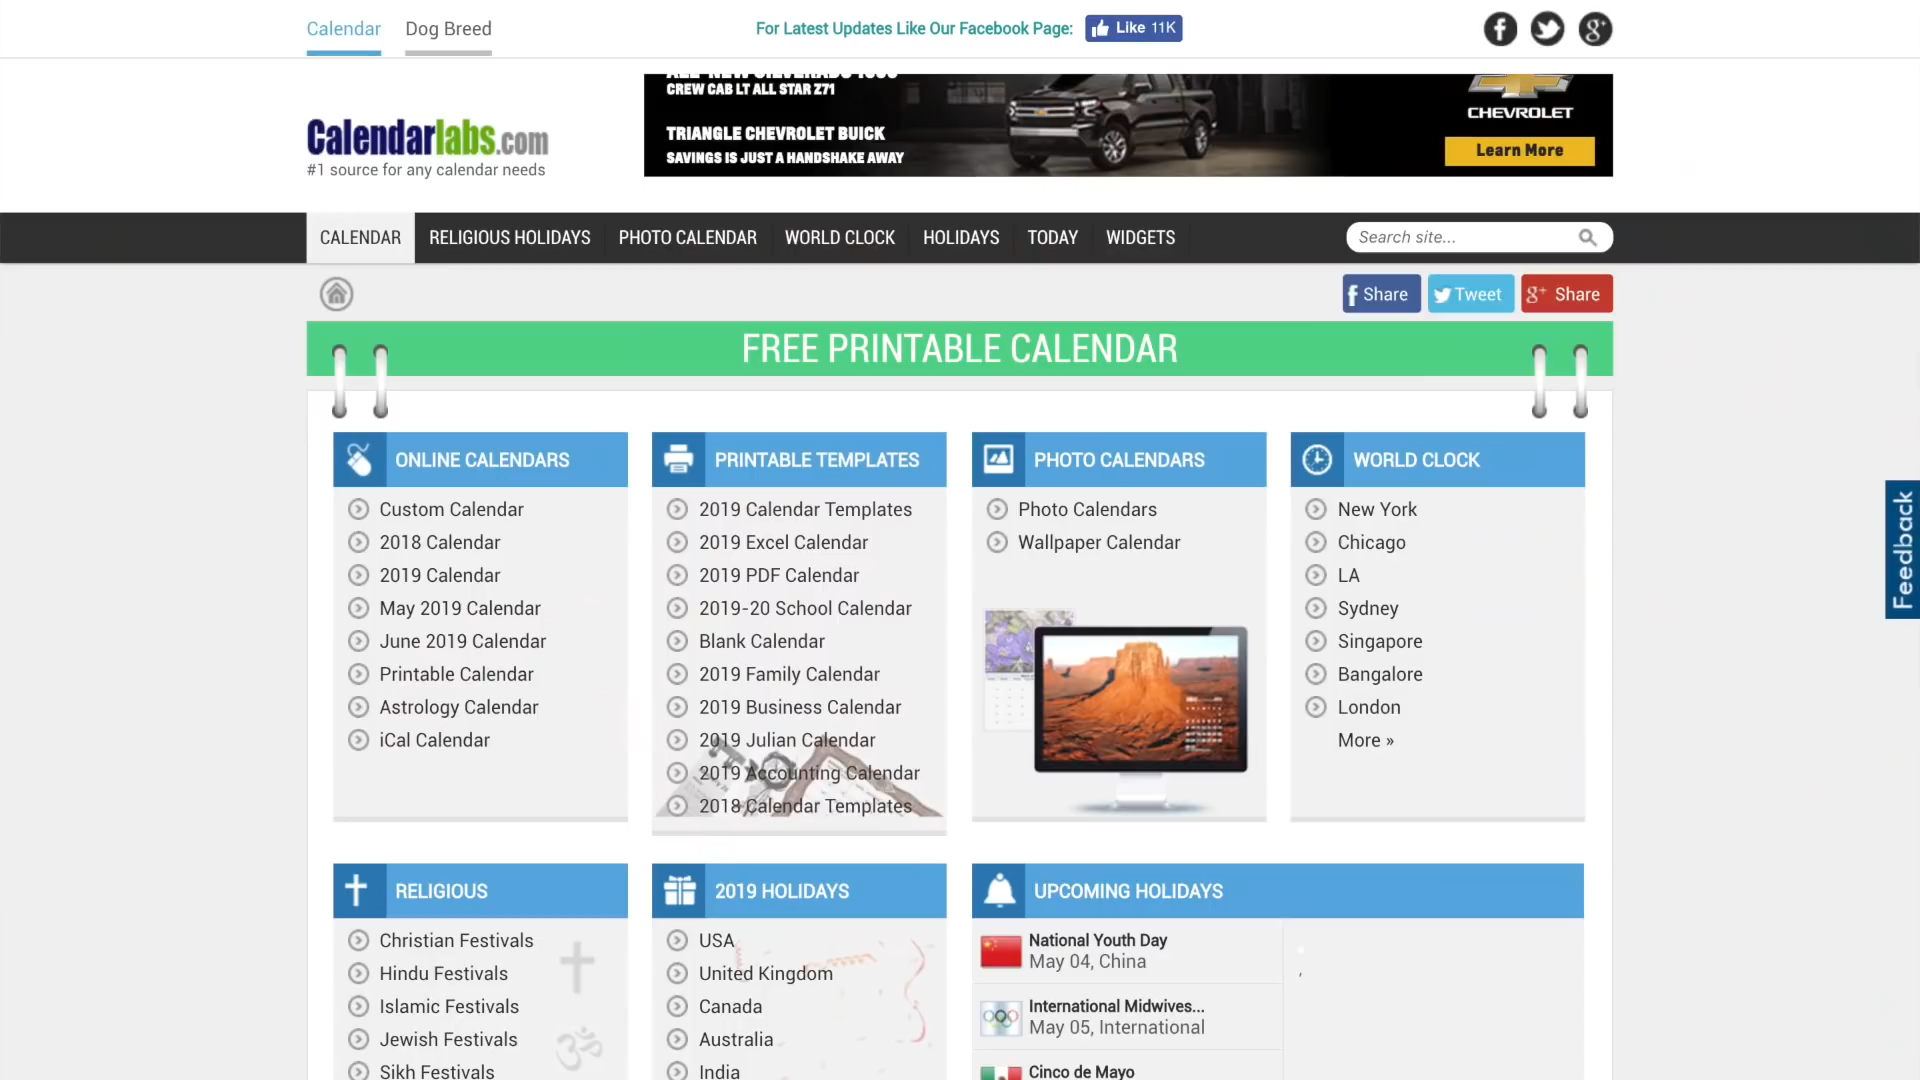 Calendar
Dog Breed
For Latest Updates Like Our Facebook Page:
Like 11K
CREW CAB LT ALL STAR Z71
TRIANGLE CHEVROLET BUICK
SAVINGS IS JUST A HANDSHAKE AWAY
CHEVROLET
Learn More
Calendarlabs.com
#1 source for any calendar needs
CALENDAR
RELIGIOUS HOLIDAYS
PHOTO CALENDAR
WORLD CLOCK
HOLIDAYS
TODAY
WIDGETS
Search site...
Share
Tweet
Share
FREE PRINTABLE CALENDAR
ONLINE CALENDARS
Custom Calendar
2018 Calendar
2019 Calendar
May 2019 Calendar
June 2019 Calendar
Printable Calendar
Astrology Calendar
iCal Calendar
PRINTABLE TEMPLATES
2019 Calendar Templates
2019 Excel Calendar
2019 PDF Calendar
2019-20 School Calendar
Blank Calendar
2019 Family Calendar
2019 Business Calendar
2019 Julian Calendar
2019 Accounting Calendar
2018 Calendar Templates
PHOTO CALENDARS
Photo Calendars
Wallpaper Calendar
WORLD CLOCK
New York
Chicago
LA
Sydney
Singapore
Bangalore
London
More »
Feedback
RELIGIOUS
Christian Festivals
Hindu Festivals
Islamic Festivals
Jewish Festivals
Sikh Festivals
2019 HOLIDAYS
USA
United Kingdom
Canada
Australia
India
UPCOMING HOLIDAYS
National Youth Day
May 04, China
International Midwives...
May 05, International
Cinco de Mayo
,